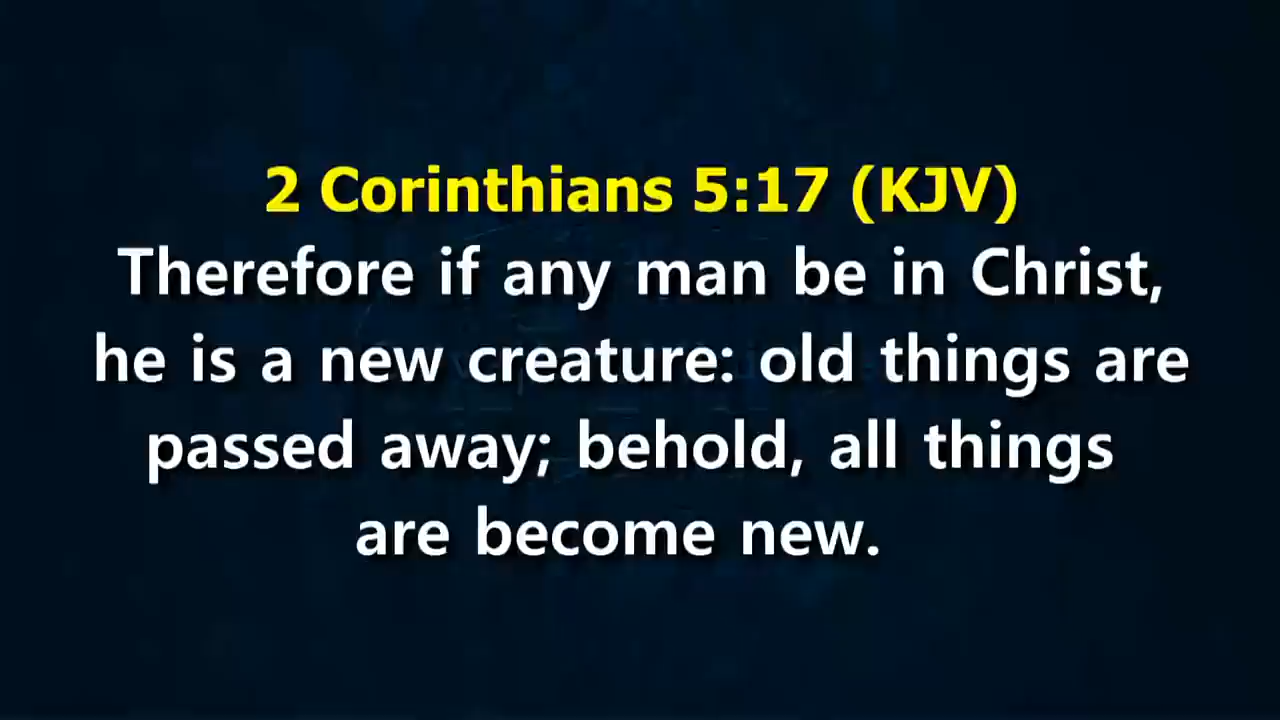 2 Corinthians 5:17 (KJV)
Therefore if any man be in Christ,
he is a new creature: old things are
passed away; behold, all things
are become new.